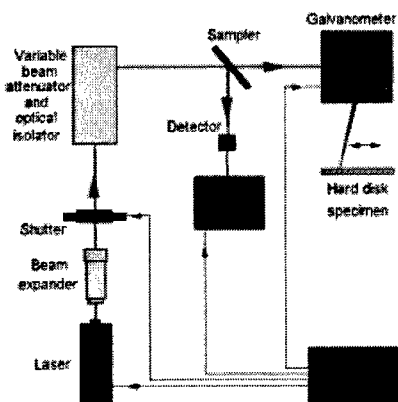 Galvanometer
Sampler
Variable
beam
attenuator
and
optical
isolator
Detector
Hard disk
specimen
Shutter
Beam
expander
Laser